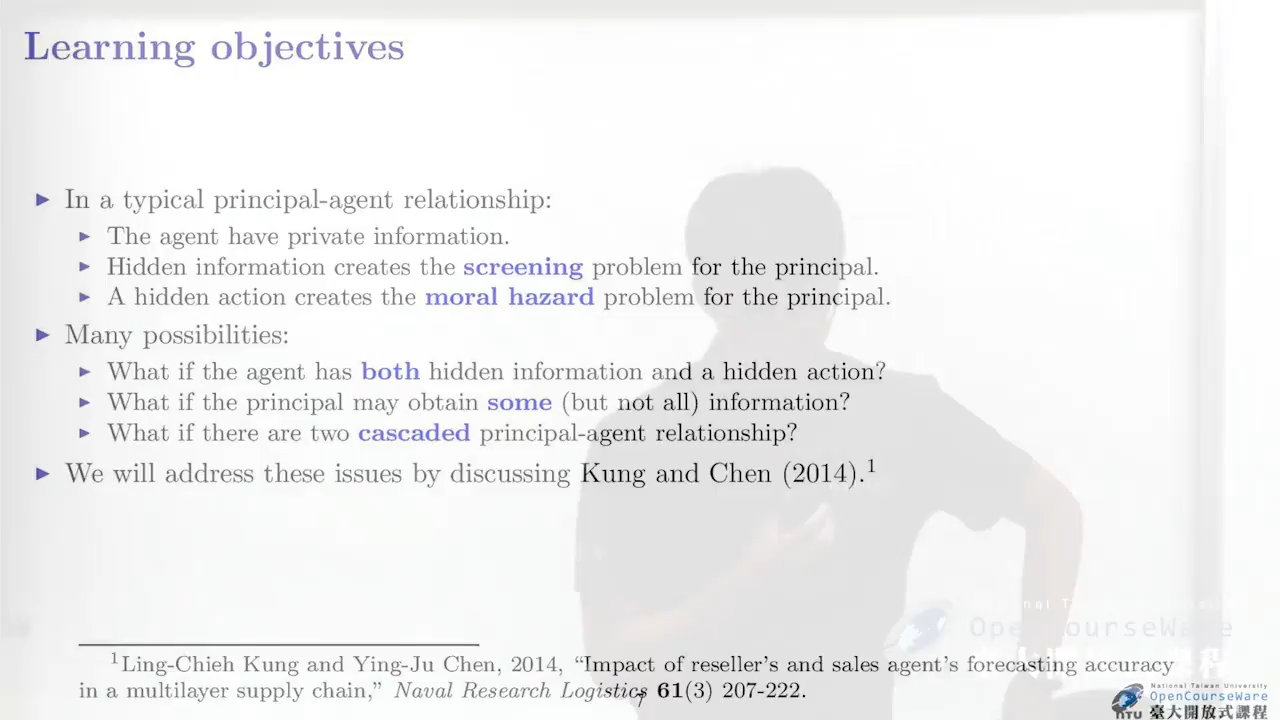 Learning objectives
▶ In a typical principal-agent relationship:
▶ The agent have private information.
▶ Hidden information creates the screening problem for the principal.
▶ A hidden action creates the moral hazard problem for the principal.
▶ Many possibilities:
▶ What if the agent has both hidden information and a hidden action?
▶ What if the principal may obtain some (but not all) information?
▶ What if there are two cascaded principal-agent relationship?
▶ We will address these issues by discussing Kung and Chen (2014).¹
¹Ling-Chieh Kung and Ying-Ju Chen, 2014, “Impact of reseller’s and sales agent’s forecasting accuracy
in a multilayer supply chain,” Naval Research Logistics 61(3) 207-222.
National Taiwan University
OpenCourseWare
NTU 臺大開放式課程